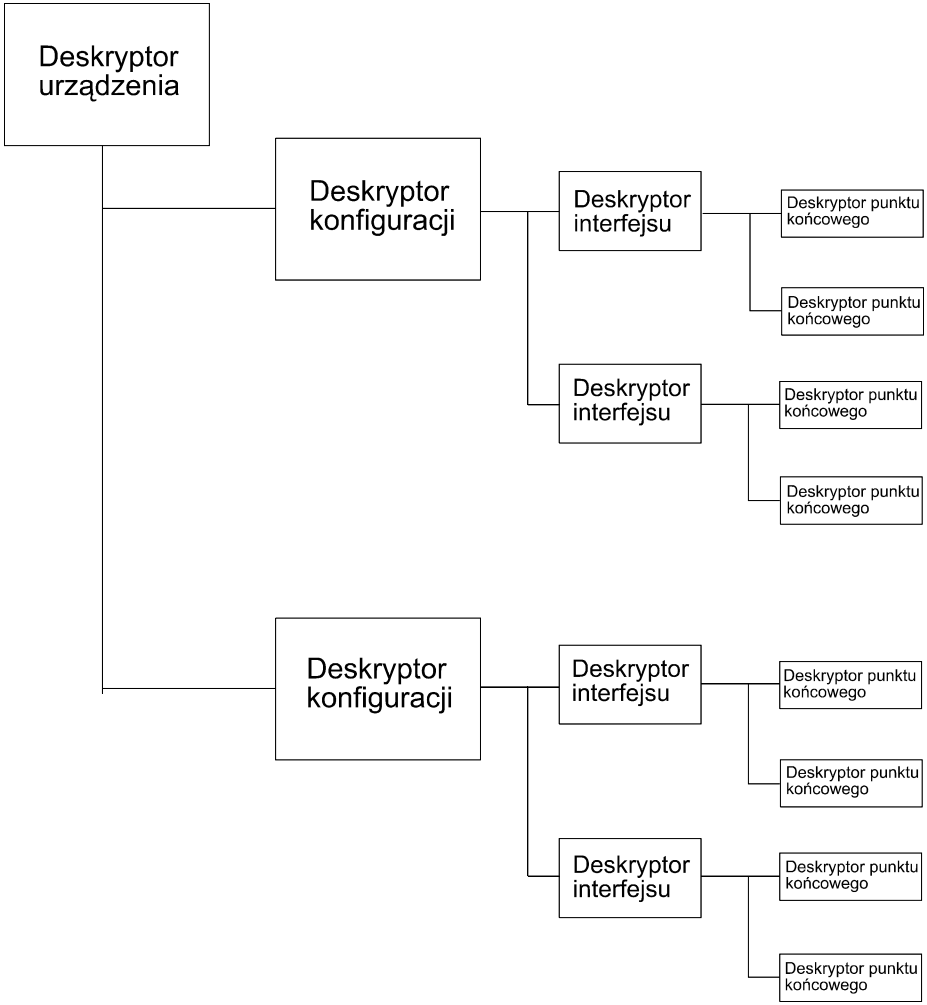 Deskryptor
urządzenia
Deskryptor
konfiguracji
Deskryptor
interfejsu
Deskryptor punktu
końcowego
Deskryptor punktu
końcowego
Deskryptor
interfejsu
Deskryptor punktu
końcowego
Deskryptor punktu
końcowego
Deskryptor
konfiguracji
Deskryptor
interfejsu
Deskryptor punktu
końcowego
Deskryptor punktu
końcowego
Deskryptor
interfejsu
Deskryptor punktu
końcowego
Deskryptor punktu
końcowego